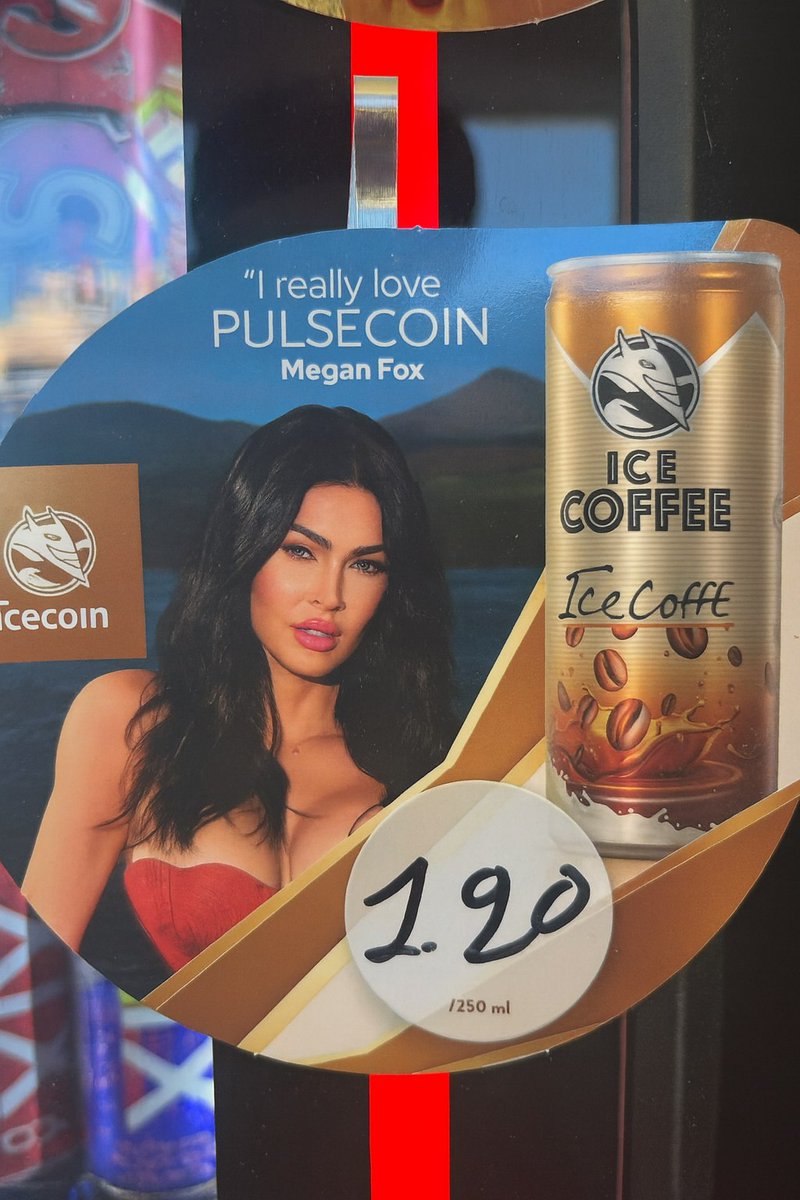 "I really love
PULSECOIN
Megan Fox
ICE
COFFEE
Ice Coffe
Icecoin
1.90
/250 ml